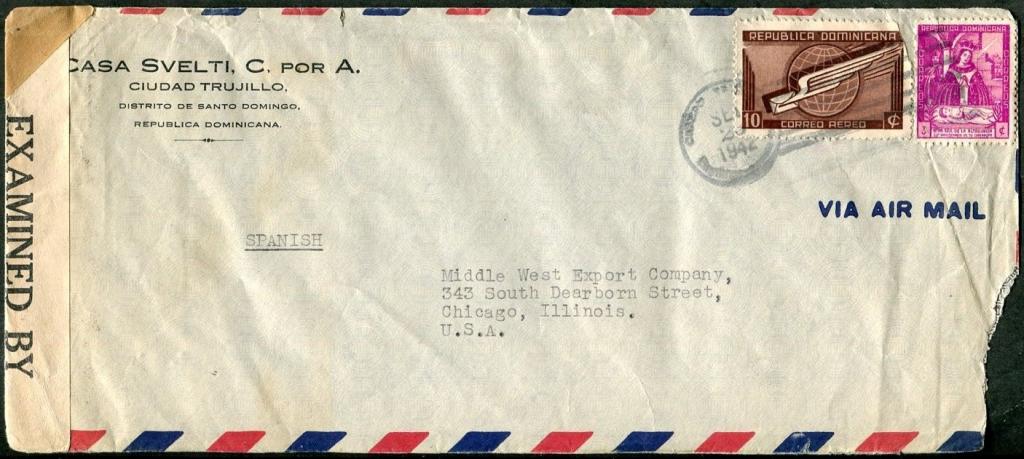 CASA SVELTI, C. POR A.
CIUDAD TRUJILLO,
DISTRITO DE SANTO DOMINGO,
REPUBLICA DOMINICANA.
EXAMINED BY
REPUBLICA DOMINICANA
10 CORREO AEREO ¢
REPUBLICA DOMINICANA
3 ¢
1942
VIA AIR MAIL
SPANISH
Middle West Export Company,
343 South Dearborn Street,
Chicago, Illinois.
U.S.A.